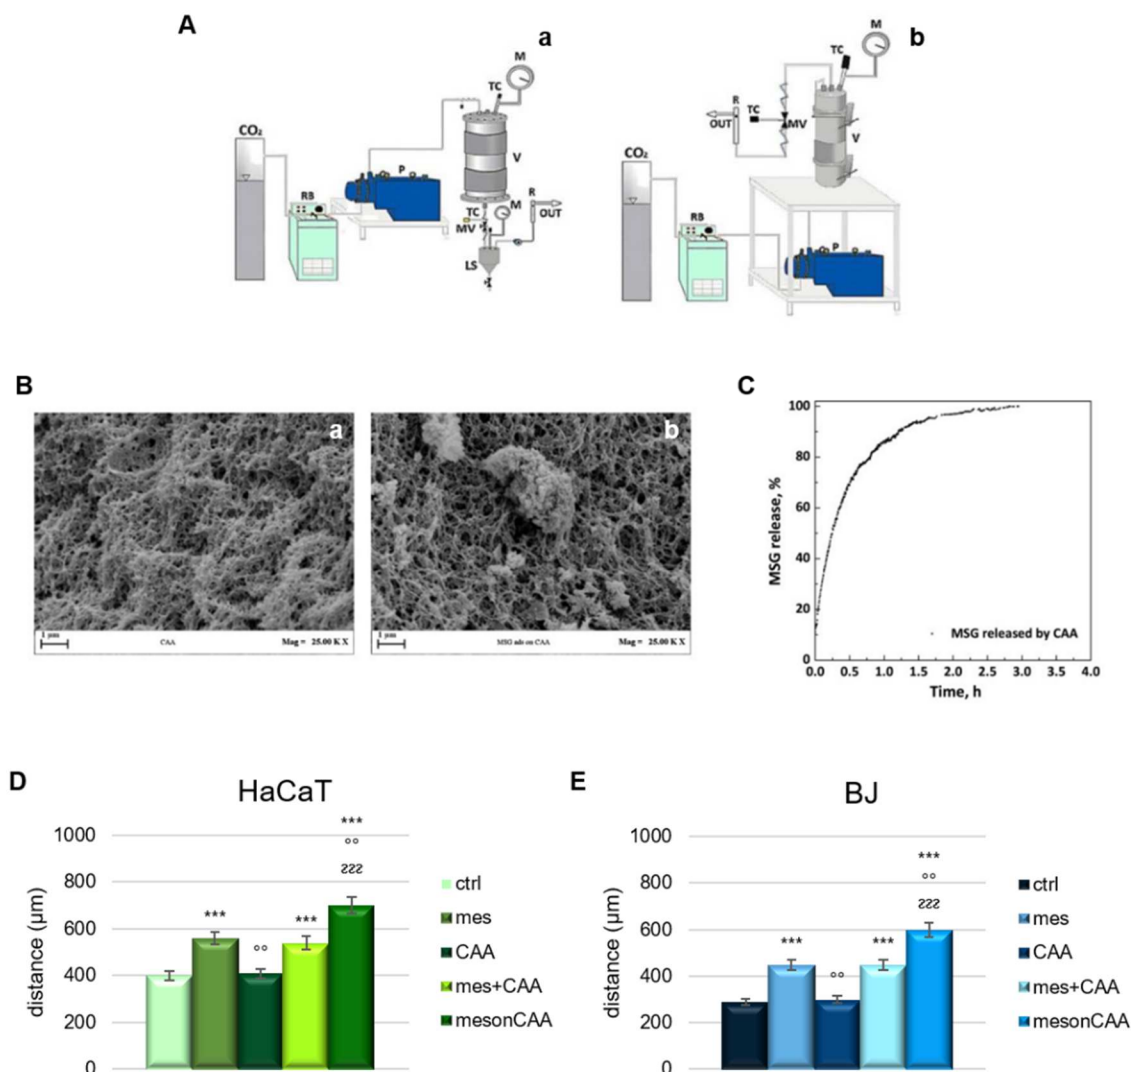 A
a
M
TC
CO₂
RB
P
V
R
OUT
TC
M
MV
LS
b
M
TC
R
TC
OUT
MV
V
CO₂
RB
P
B
a
1 µm
CAA
Mag = 25.00 K X
b
1 µm
MSG ads on CAA
Mag = 25.00 K X
C
MSG release, %
100
80
60
40
20
0
MSG released by CAA
0.0 0.5 1.0 1.5 2.0 2.5 3.0 3.5 4.0
Time, h
D
HaCaT
distance (µm)
1000
800
600
400
200
0
***
°°
***
***
°°
ƨƨƨ
ctrl
mes
CAA
mes+CAA
mesonCAA
E
BJ
distance (µm)
1000
800
600
400
200
0
***
°°
***
***
°°
ƨƨƨ
ctrl
mes
CAA
mes+CAA
mesonCAA